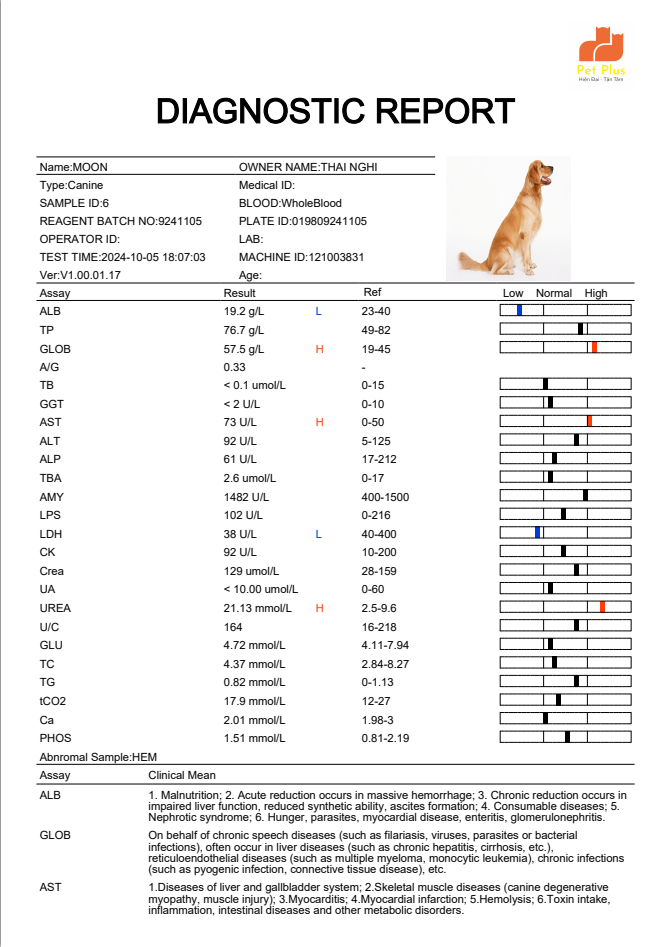 Pet Plus
Hiện Đại - Tận Tâm
DIAGNOSTIC REPORT
Name:MOON OWNER NAME:THAI NGHI
Type:Canine Medical ID:
SAMPLE ID:6 BLOOD:WholeBlood
REAGENT BATCH NO:9241105 PLATE ID:019809241105
OPERATOR ID: LAB:
TEST TIME:2024-10-05 18:07:03 MACHINE ID:121003831
Ver:V1.00.01.17 Age:
Assay Result Ref Low Normal High
ALB 19.2 g/L L 23-40
TP 76.7 g/L 49-82
GLOB 57.5 g/L H 19-45
A/G 0.33 -
TB < 0.1 umol/L 0-15
GGT < 2 U/L 0-10
AST 73 U/L H 0-50
ALT 92 U/L 5-125
ALP 61 U/L 17-212
TBA 2.6 umol/L 0-17
AMY 1482 U/L 400-1500
LPS 102 U/L 0-216
LDH 38 U/L L 40-400
CK 92 U/L 10-200
Crea 129 umol/L 28-159
UA < 10.00 umol/L 0-60
UREA 21.13 mmol/L H 2.5-9.6
U/C 164 16-218
GLU 4.72 mmol/L 4.11-7.94
TC 4.37 mmol/L 2.84-8.27
TG 0.82 mmol/L 0-1.13
tCO2 17.9 mmol/L 12-27
Ca 2.01 mmol/L 1.98-3
PHOS 1.51 mmol/L 0.81-2.19
Abnromal Sample:HEM
Assay Clinical Mean
ALB 1. Malnutrition; 2. Acute reduction occurs in massive hemorrhage; 3. Chronic reduction occurs in
impaired liver function, reduced synthetic ability, ascites formation; 4. Consumable diseases; 5.
Nephrotic syndrome; 6. Hunger, parasites, myocardial disease, enteritis, glomerulonephritis.
GLOB On behalf of chronic speech diseases (such as filariasis, viruses, parasites or bacterial
infections), often occur in liver diseases (such as chronic hepatitis, cirrhosis, etc.),
reticuloendothelial diseases (such as multiple myeloma, monocytic leukemia), chronic infections
(such as pyogenic infection, connective tissue disease), etc.
AST 1.Diseases of liver and gallbladder system; 2.Skeletal muscle diseases (canine degenerative
myopathy, muscle injury); 3.Myocarditis; 4.Myocardial infarction; 5.Hemolysis; 6.Toxin intake,
inflammation, intestinal diseases and other metabolic disorders.